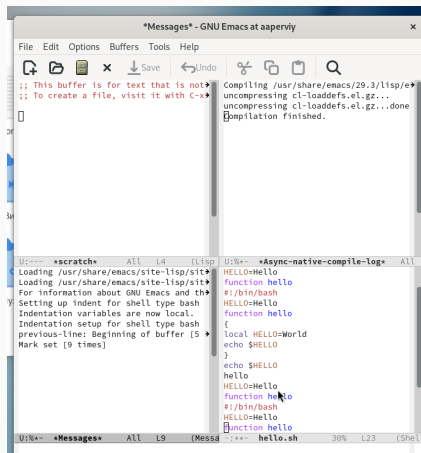 *Messages* - GNU Emacs at aaperviy
×
File Edit Options Buffers Tools Help
Save Undo
;; This buffer is for text that is not
;; To create a file, visit it with C-x
U:--- *scratch* All L4 (Lisp
Compiling /usr/share/emacs/29.3/lisp/e
uncompressing cl-loaddefs.el.gz...
uncompressing cl-loaddefs.el.gz...done
Compilation finished.
U:%*- *Async-native-compile-log* All
Loading /usr/share/emacs/site-lisp/sit
Loading /usr/share/emacs/site-lisp/sit
For information about GNU Emacs and th
Setting up indent for shell type bash
Indentation variables are now local.
Indentation setup for shell type bash
previous-line: Beginning of buffer [5
Mark set [9 times]
U:%*- *Messages* All L9 (Messa
HELLO=Hello
function hello
#!/bin/bash
HELLO=Hello
function hello
{
local HELLO=World
echo $HELLO
}
echo $HELLO
hello
HELLO=Hello
function hello
#!/bin/bash
HELLO=Hello
function hello
-:**- hello.sh 30% L23 (Shel